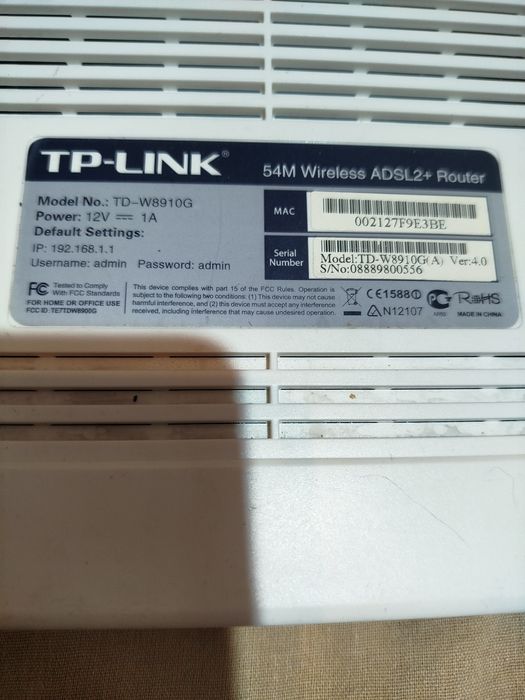 TP-LINK®
54M Wireless ADSL2+ Router
Model No.: TD-W8910G
Power: 12V ⎓ 1A
Default Settings:
IP: 192.168.1.1
Username: admin Password: admin
MAC
002127F9E3BE
Serial
Number
Model:TD-W8910G(A) Ver:4.0
S/No:08889800556
FC Tested to Comply
With FCC Standards
FOR HOME OR OFFICE USE
FCC ID: TE7TDW8900G
This device complies with part 15 of the FCC Rules. Operation is
subject to the following two conditions: (1) This device may not cause
harmful interference, and (2) this device must accept any interference
received, including interference that may cause undesired operation.
CE1588
N12107
RoHS
MADE IN CHINA